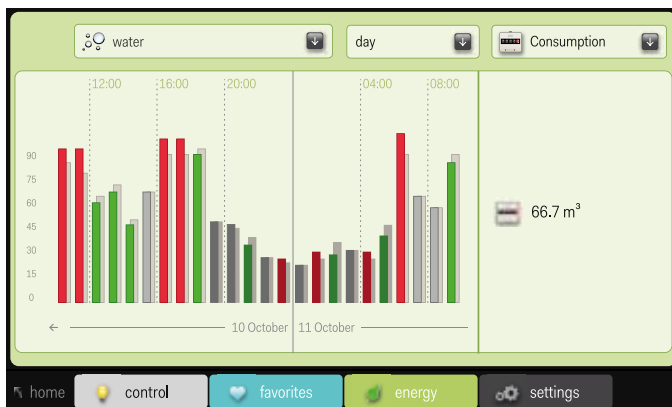 water
day
Consumption
12:00 16:00 20:00 04:00 08:00
90
75
60
45
30
15
0
66.7 m³
← 10 October 11 October
home control favorites energy settings